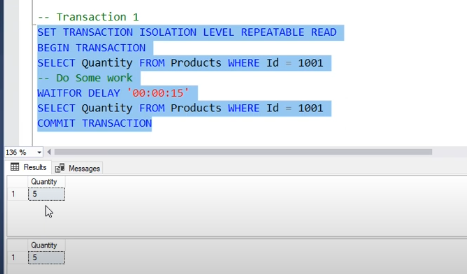 -- Transaction 1
SET TRANSACTION ISOLATION LEVEL REPEATABLE READ
BEGIN TRANSACTION
SELECT Quantity FROM Products WHERE Id = 1001
-- Do Some work
WAITFOR DELAY '00:00:15'
SELECT Quantity FROM Products WHERE Id = 1001
COMMIT TRANSACTION
136 %
Results Messages
Quantity
1 5
Quantity
1 5